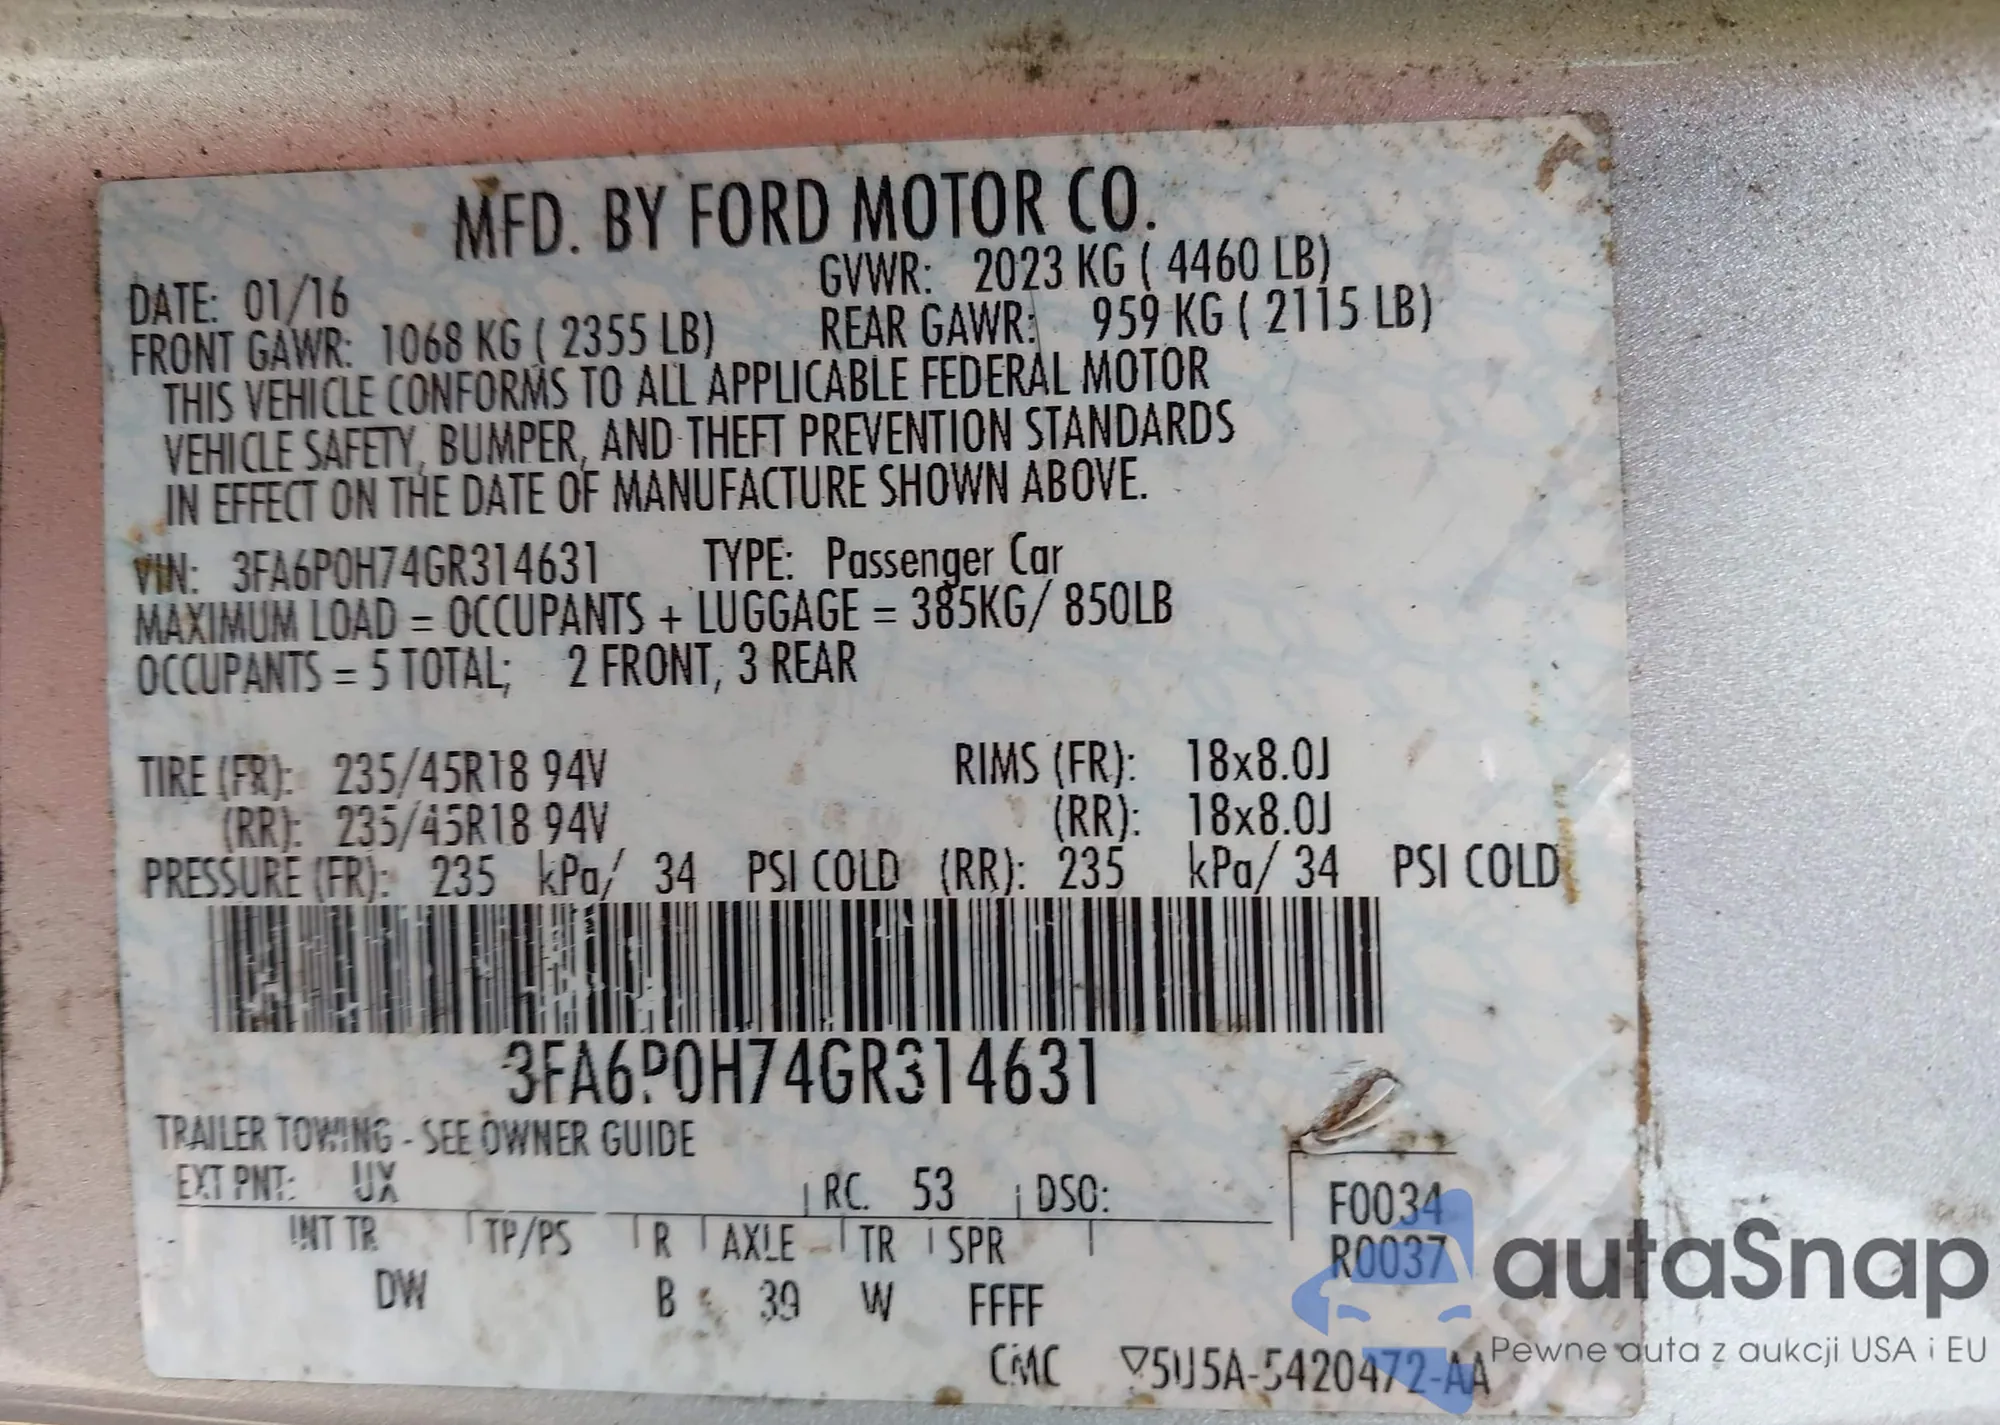 MFD. BY FORD MOTOR CO.
DATE: 01/16 GVWR: 2023 KG ( 4460 LB)
FRONT GAWR: 1068 KG ( 2355 LB) REAR GAWR: 959 KG ( 2115 LB)
THIS VEHICLE CONFORMS TO ALL APPLICABLE FEDERAL MOTOR
VEHICLE SAFETY, BUMPER, AND THEFT PREVENTION STANDARDS
IN EFFECT ON THE DATE OF MANUFACTURE SHOWN ABOVE.
VIN: 3FA6P0H74GR314631 TYPE: Passenger Car
MAXIMUM LOAD = OCCUPANTS + LUGGAGE = 385KG/ 850LB
OCCUPANTS = 5 TOTAL; 2 FRONT, 3 REAR
TIRE (FR): 235/45R18 94V RIMS (FR): 18x8.0J
(RR): 235/45R18 94V (RR): 18x8.0J
PRESSURE (FR): 235 kPa/ 34 PSI COLD (RR): 235 kPa/ 34 PSI COLD
3FA6P0H74GR314631
TRAILER TOWING - SEE OWNER GUIDE
EXT PNT: UX RC: 53 DSO: F0034
INT TR TP/PS R AXLE TR SPR R0037
DW B 39 W FFFF
CMC ▽5U5A-5420472-AA
autaSnap
Pewne auta z aukcji USA i EU